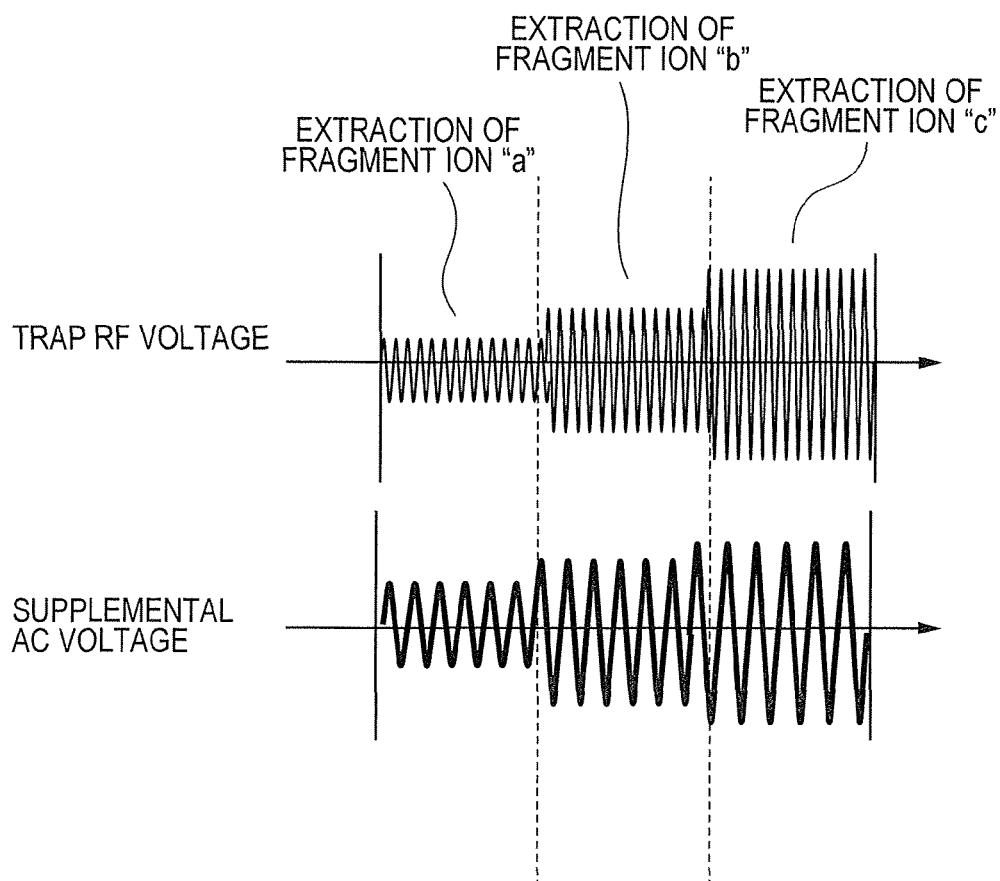 EXTRACTION OF
FRAGMENT ION “b”
EXTRACTION OF
FRAGMENT ION “c”
EXTRACTION OF
FRAGMENT ION “a”
TRAP RF VOLTAGE
SUPPLEMENTAL
AC VOLTAGE